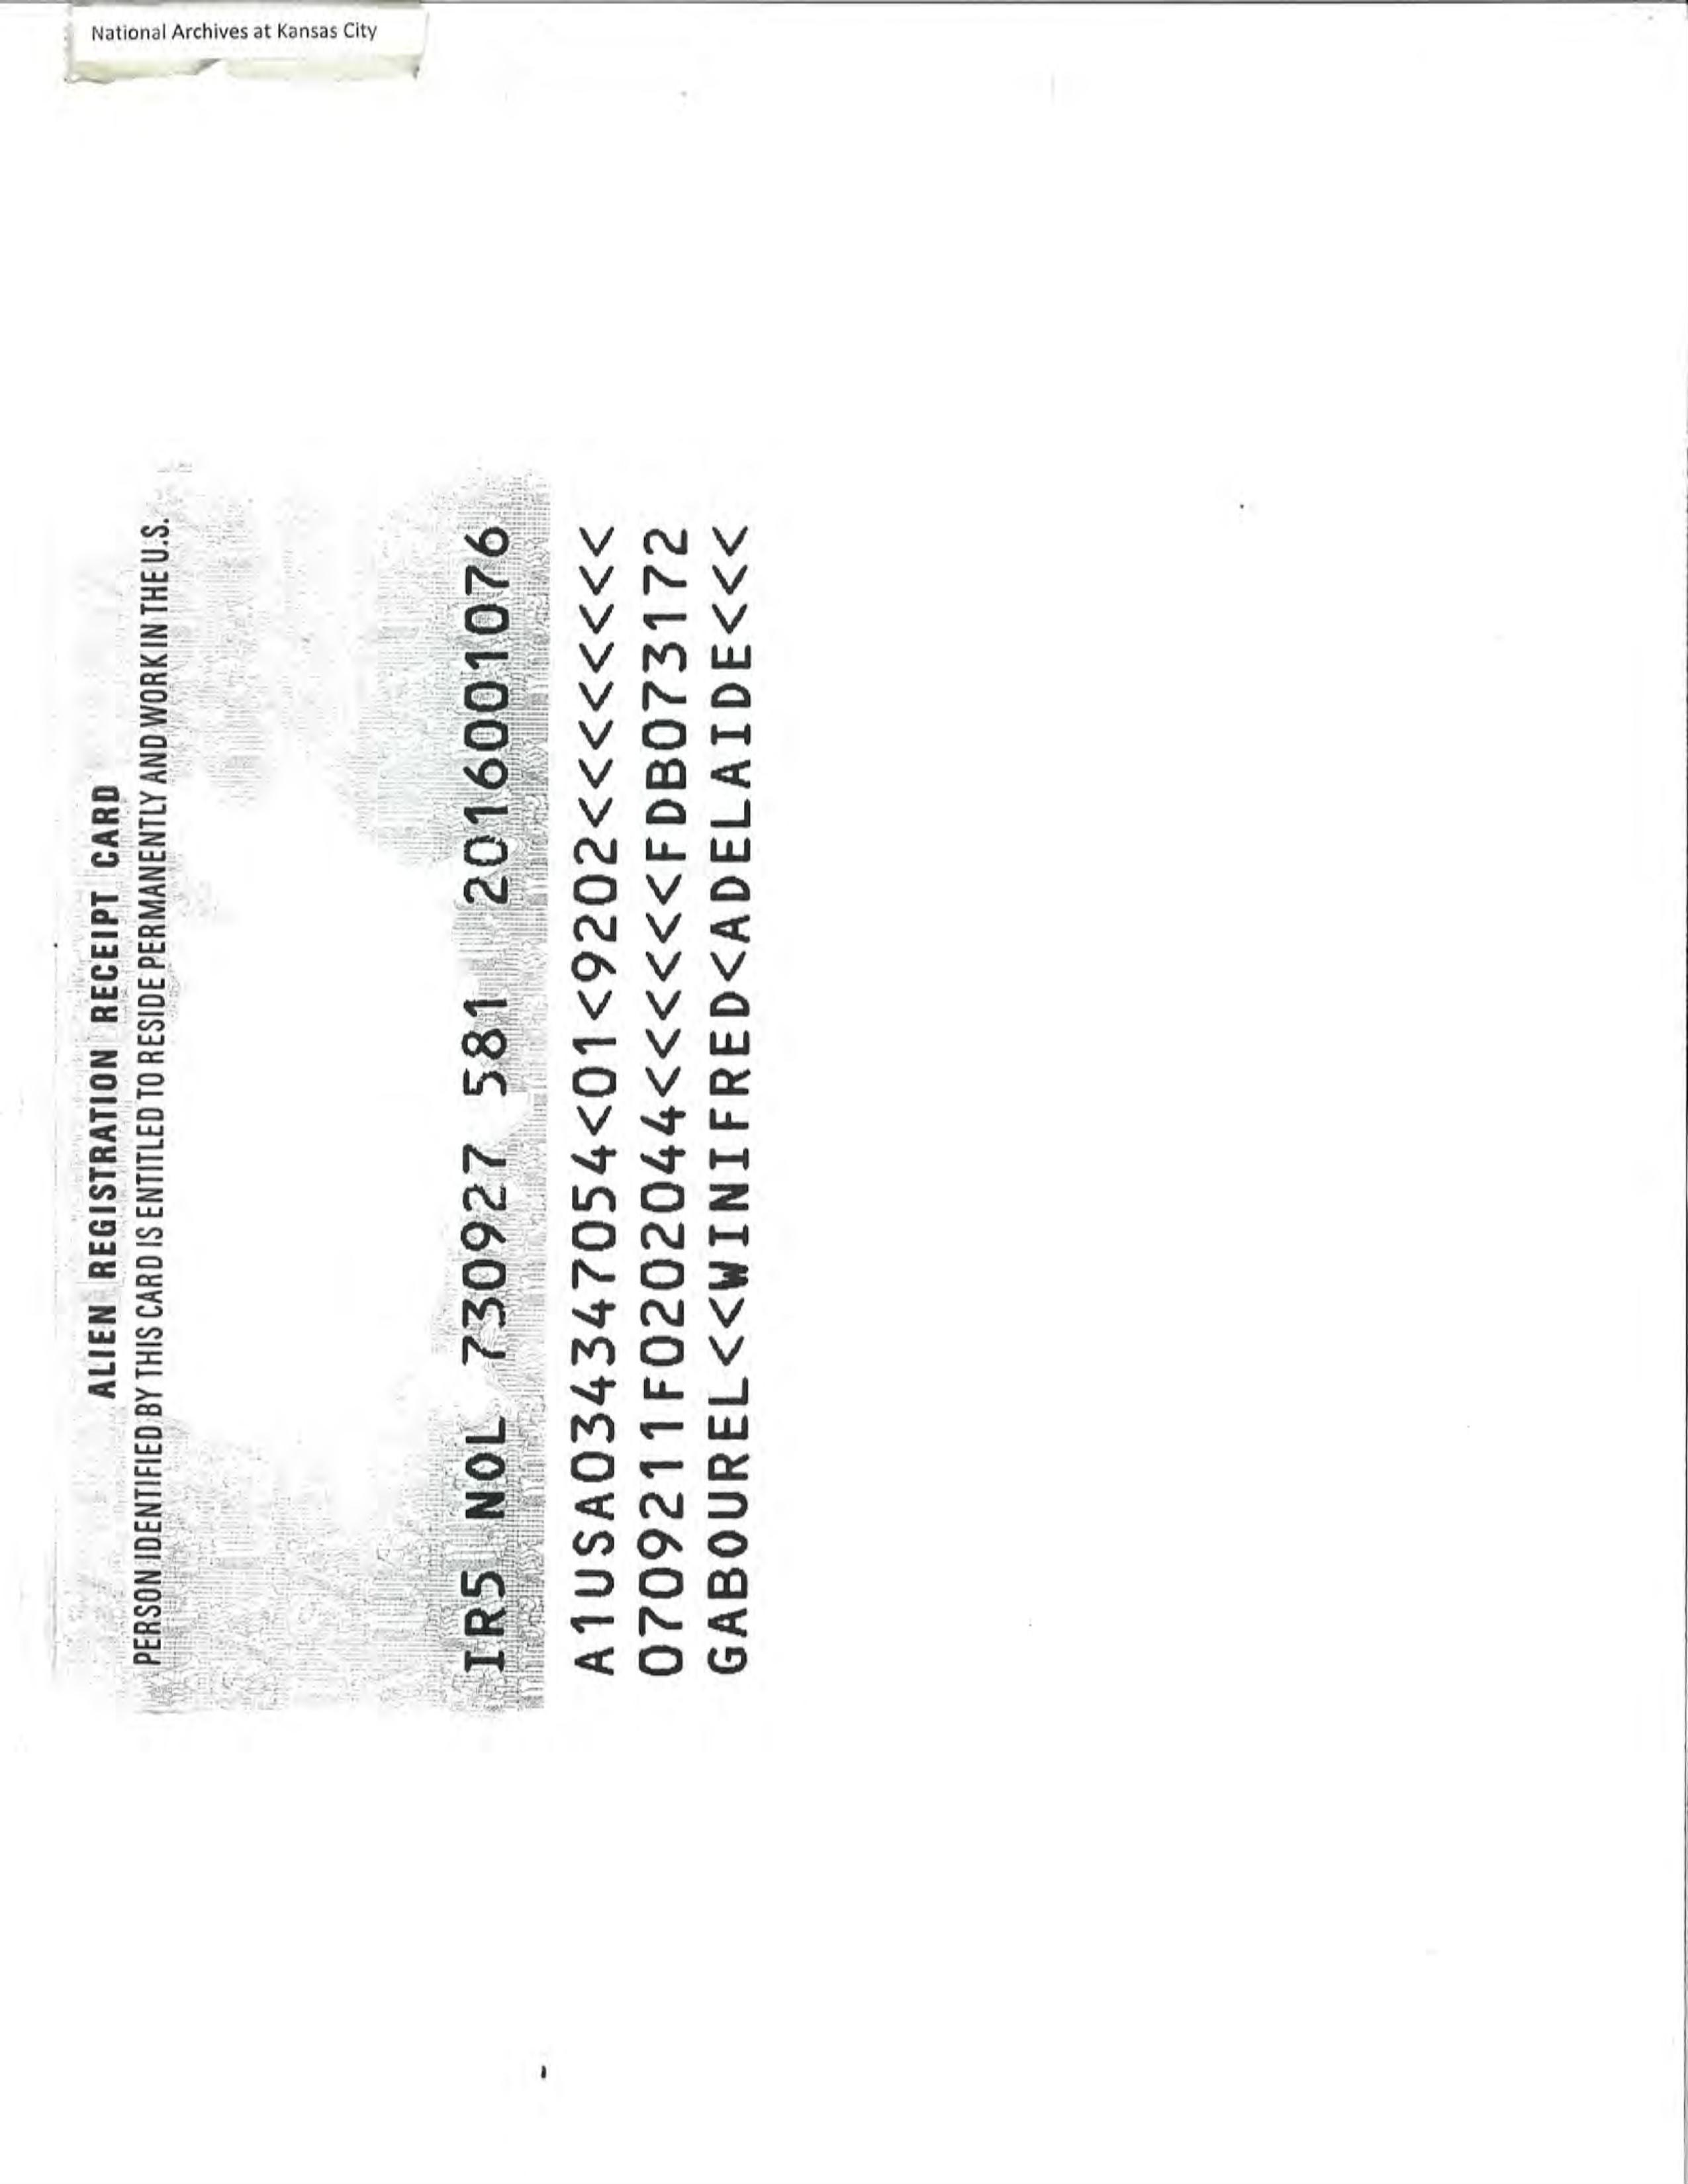 National Archives at Kansas City
ALIEN REGISTRATION RECEIPT CARD
PERSON IDENTIFIED BY THIS CARD IS ENTITLED TO RESIDE PERMANENTLY AND WORK IN THE U.S.
IR5 NOL 730927 581 2016001076
A1USA034347054<01<9202<<<<<<<<
0709211F0202044<<<<<<<FDB073172
GABOUREL<<WINIFRED<ADELAIDE<<<